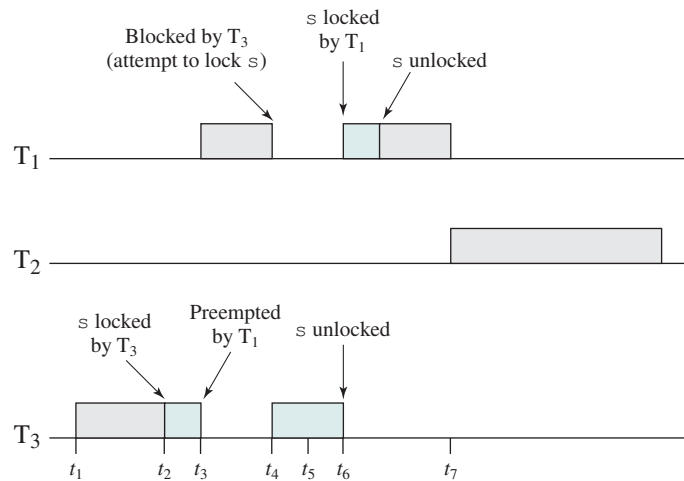 s locked
by T1
Blocked by T3
(attempt to lock s)
s unlocked
T1
T2
s locked
by T3
Preempted
by T1
s unlocked
T3
t1 t2 t3 t4 t5 t6 t7